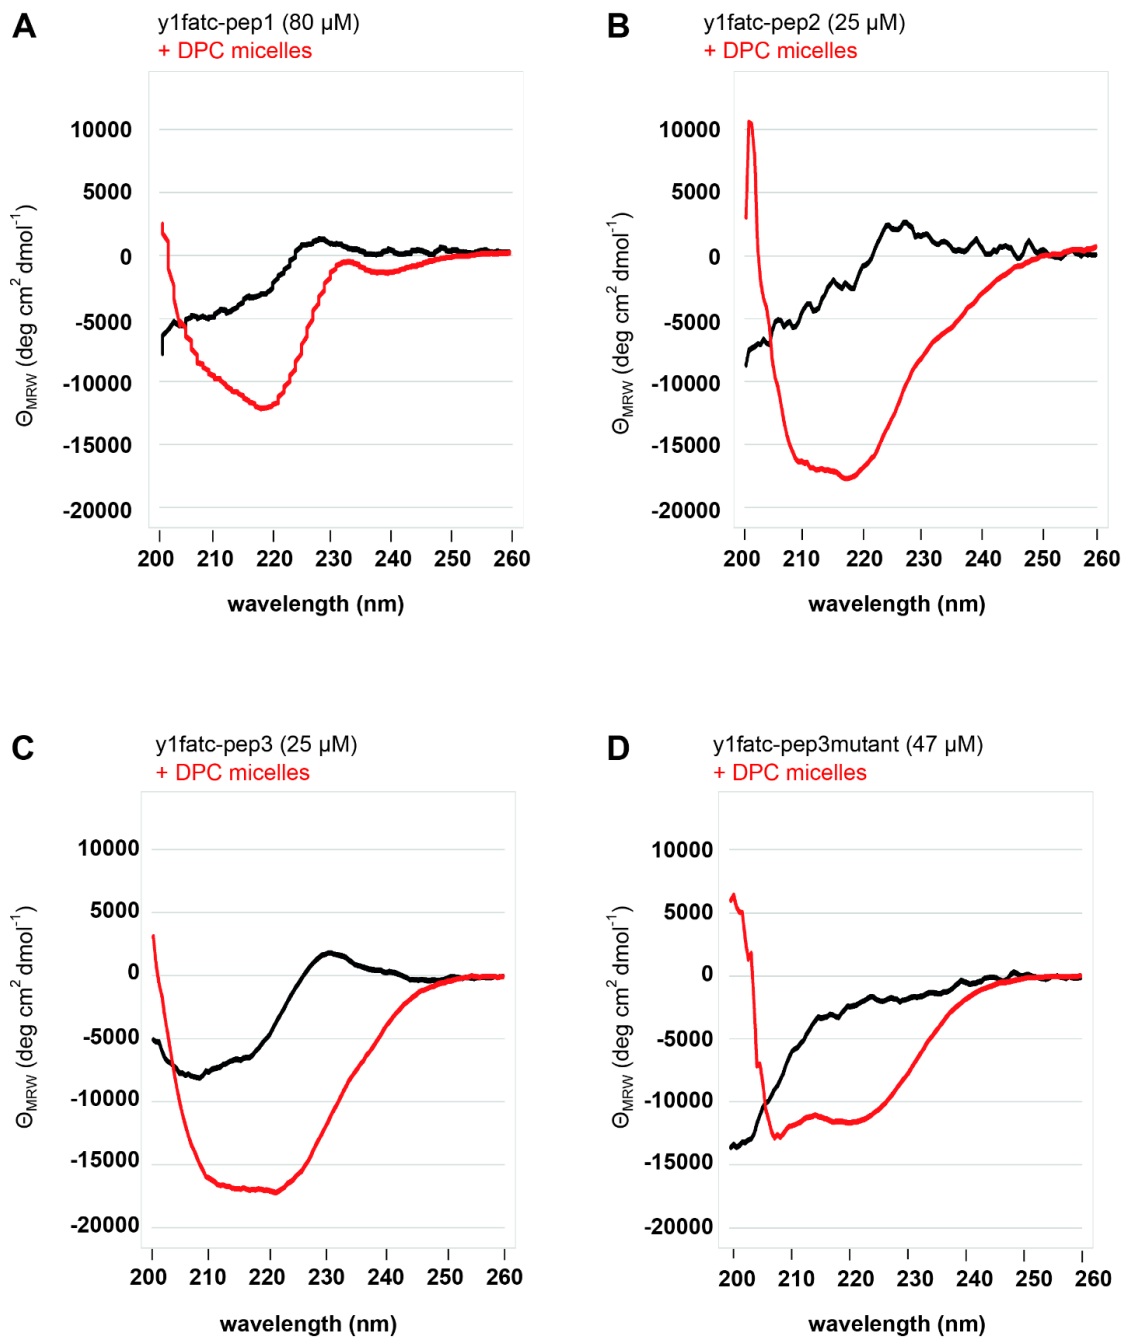 A
y1fatc-pep1 (80 µM)
+ DPC micelles
10000
5000
0
-5000
-10000
-15000
-20000
ΘMRW (deg cm2 dmol-1)
200 210 220 230 240 250 260
wavelength (nm)
B
y1fatc-pep2 (25 µM)
+ DPC micelles
10000
5000
0
-5000
-10000
-15000
-20000
ΘMRW (deg cm2 dmol-1)
200 210 220 230 240 250 260
wavelength (nm)
C
y1fatc-pep3 (25 µM)
+ DPC micelles
10000
5000
0
-5000
-10000
-15000
-20000
ΘMRW (deg cm2 dmol-1)
200 210 220 230 240 250 260
wavelength (nm)
D
y1fatc-pep3mutant (47 µM)
+ DPC micelles
10000
5000
0
-5000
-10000
-15000
-20000
ΘMRW (deg cm2 dmol-1)
200 210 220 230 240 250 260
wavelength (nm)